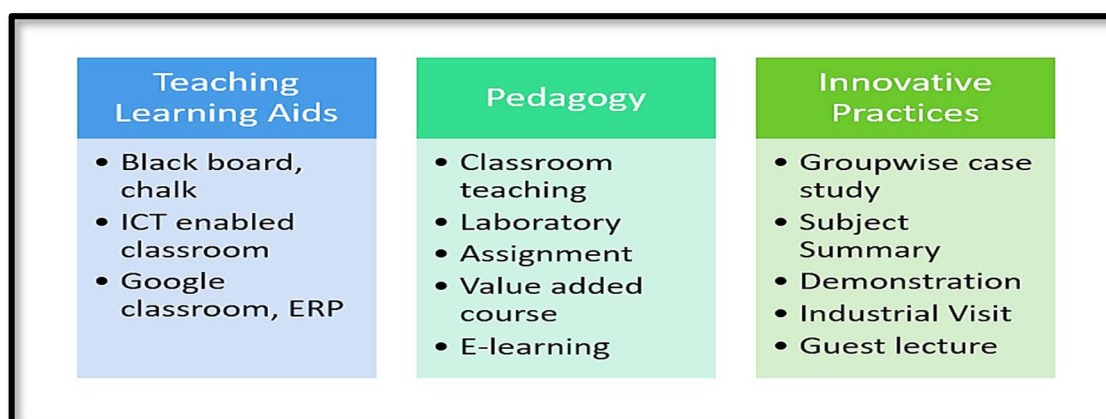 Teaching
Learning Aids
• Black board,
chalk
• ICT enabled
classroom
• Google
classroom, ERP
Pedagogy
• Classroom
teaching
• Laboratory
• Assignment
• Value added
course
• E-learning
Innovative
Practices
• Groupwise case
study
• Subject
Summary
• Demonstration
• Industrial Visit
• Guest lecture